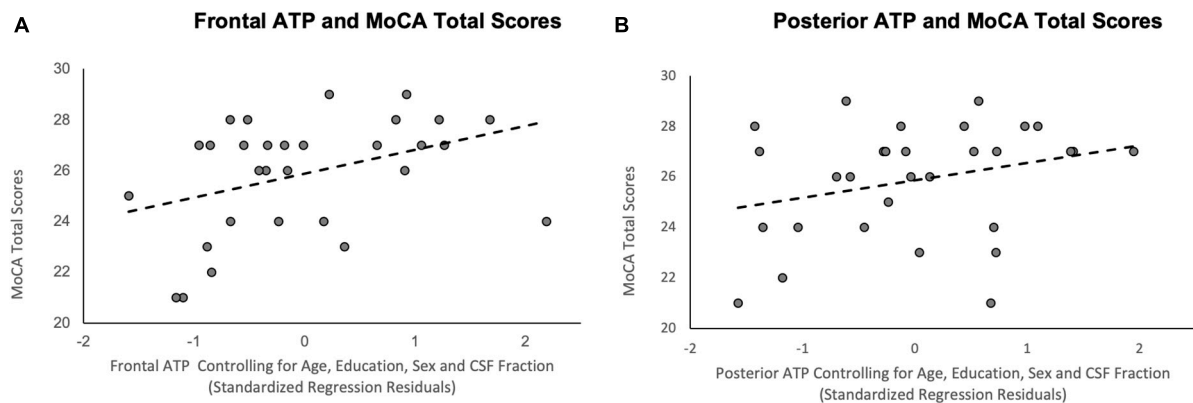 A
Frontal ATP and MoCA Total Scores
MoCA Total Scores
30
28
26
24
22
20
-2 -1 0 1 2
Frontal ATP Controlling for Age, Education, Sex and CSF Fraction
(Standardized Regression Residuals)
B
Posterior ATP and MoCA Total Scores
MoCA Total Scores
30
28
26
24
22
20
-2 -1 0 1 2
Posterior ATP Controlling for Age, Education, Sex and CSF Fraction
(Standardized Regression Residuals)